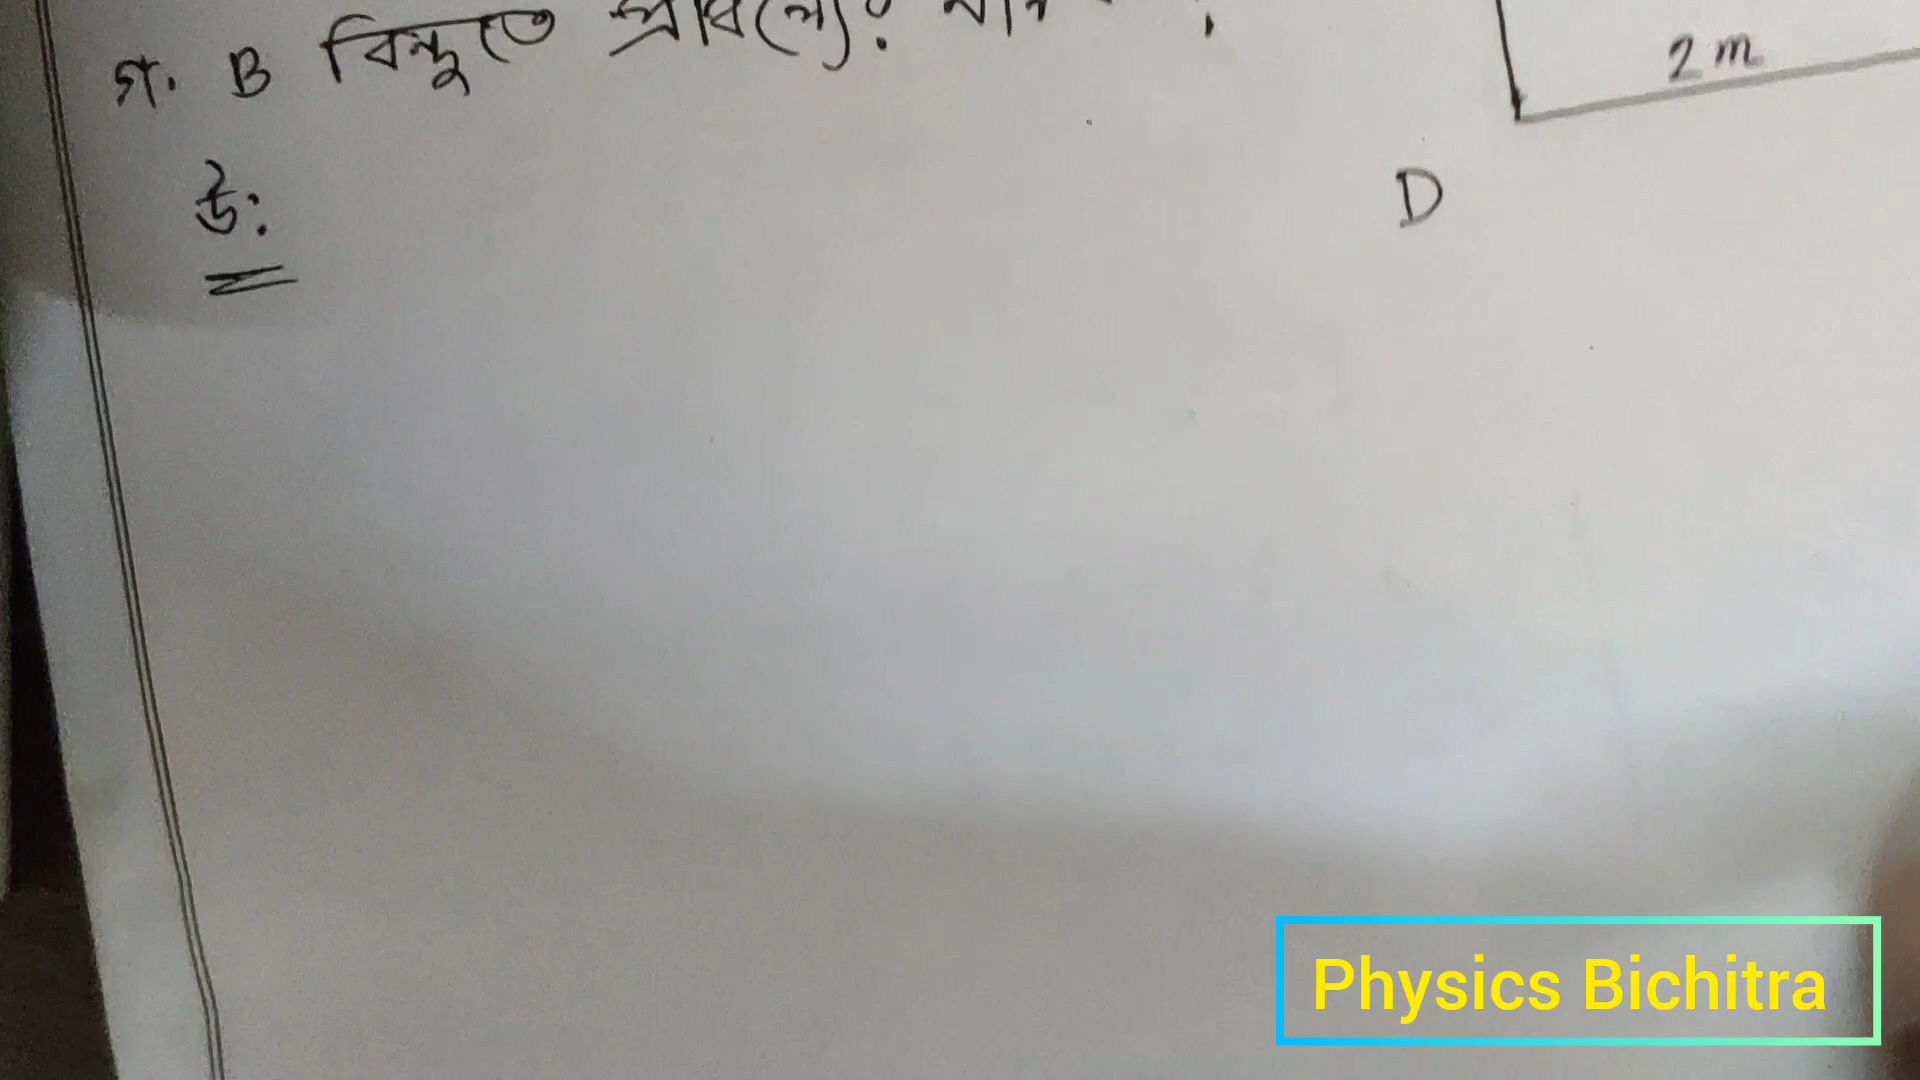 গ. B বিন্দুতে প্রাবল্যের মান
2 m
D
উ:
Physics Bichitra